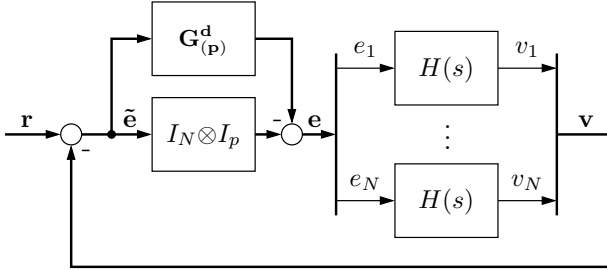 G^d_(p)
r
-
ẽ
I_N⊗I_p
-
e
e_1
H(s)
v_1
⋮
e_N
H(s)
v_N
v